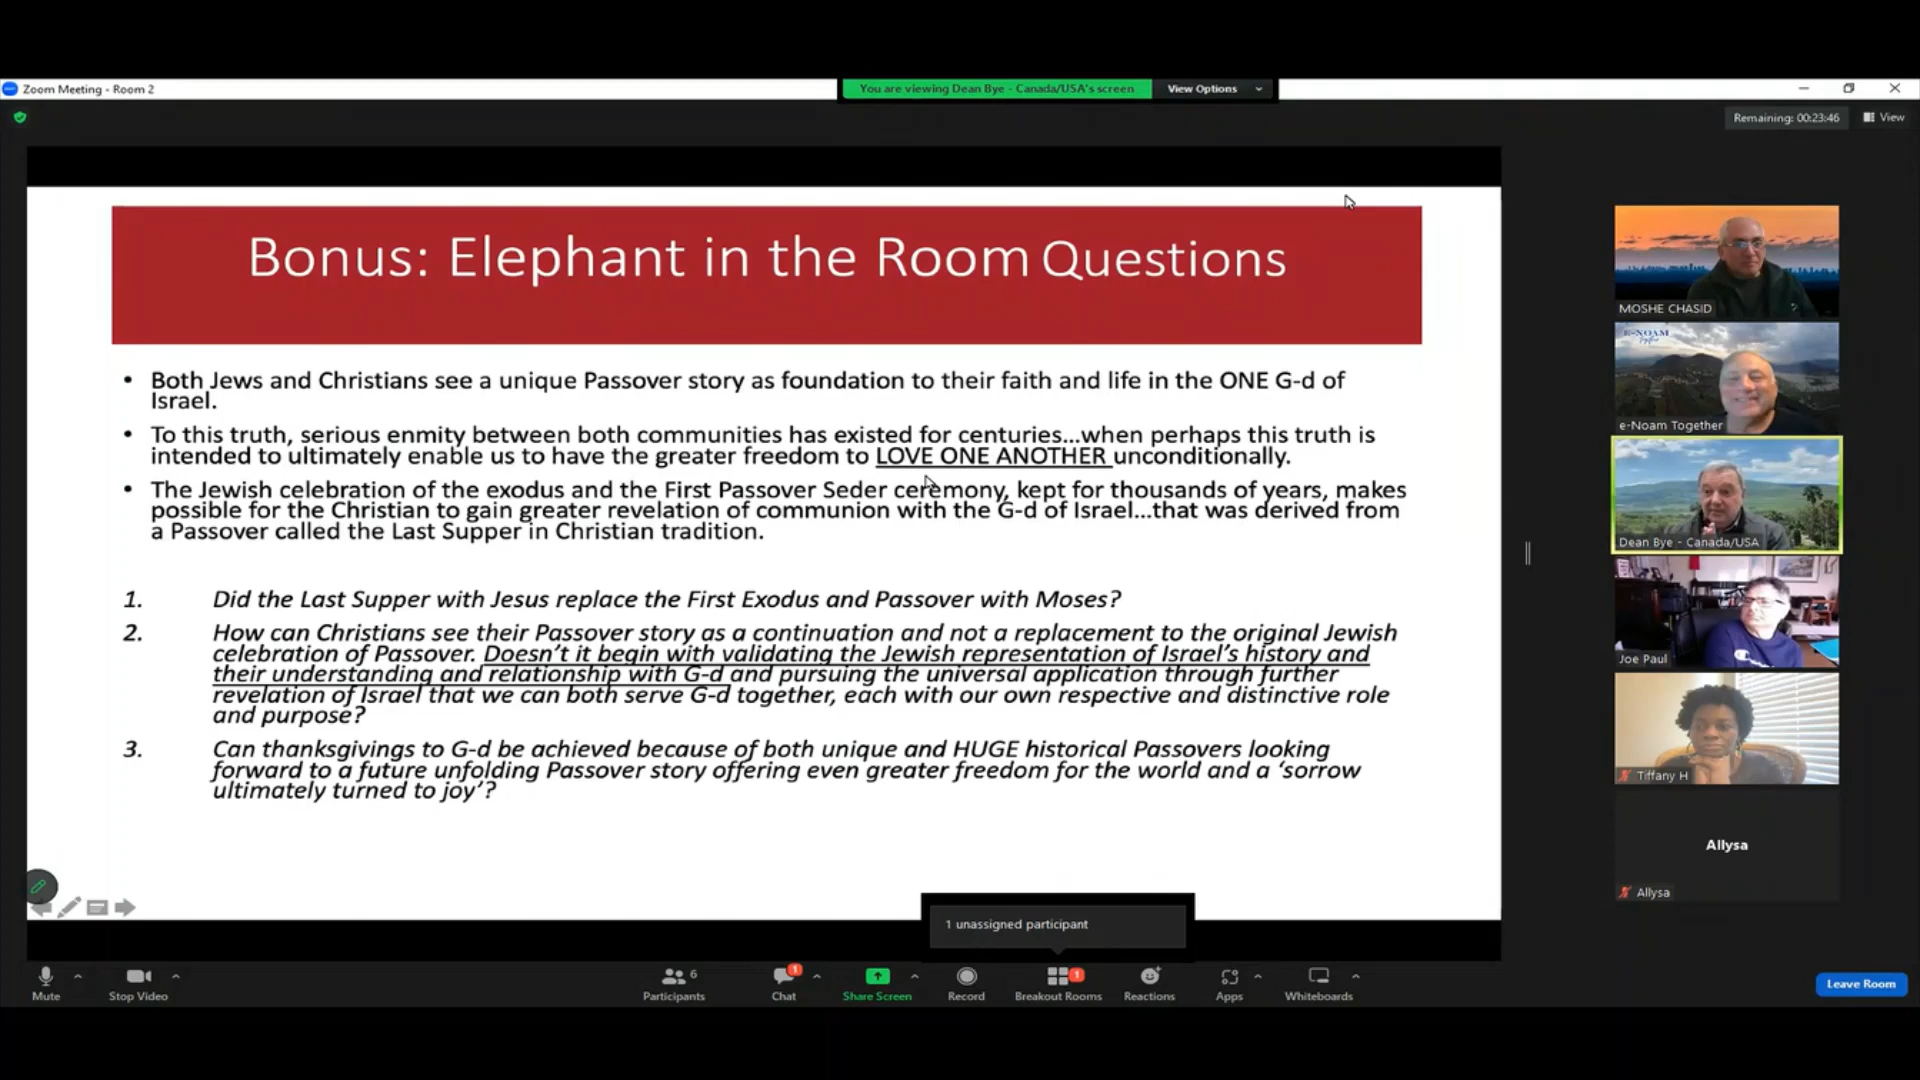 Zoom Meeting - Room 2
You are viewing Dean Bye - Canada/USA's screen
View Options
Remaining: 00:23:46
View
Bonus: Elephant in the Room Questions
• Both Jews and Christians see a unique Passover story as foundation to their faith and life in the ONE G-d of
Israel.
• To this truth, serious enmity between both communities has existed for centuries...when perhaps this truth is
intended to ultimately enable us to have the greater freedom to LOVE ONE ANOTHER unconditionally.
• The Jewish celebration of the exodus and the First Passover Seder ceremony, kept for thousands of years, makes
possible for the Christian to gain greater revelation of communion with the G-d of Israel...that was derived from
a Passover called the Last Supper in Christian tradition.
1. Did the Last Supper with Jesus replace the First Exodus and Passover with Moses?
2. How can Christians see their Passover story as a continuation and not a replacement to the original Jewish
celebration of Passover. Doesn't it begin with validating the Jewish representation of Israel's history and
their understanding and relationship with G-d and pursuing the universal application through further
revelation of Israel that we can both serve G-d together, each with our own respective and distinctive role
and purpose?
3. Can thanksgivings to G-d be achieved because of both unique and HUGE historical Passovers looking
forward to a future unfolding Passover story offering even greater freedom for the world and a 'sorrow
ultimately turned to joy'?
MOSHE CHASID
E-NOAM
Together
e-Noam Together
Dean Bye - Canada/USA
Joe Paul
Tiffany H
Allysa
Allysa
1 unassigned participant
Mute
Stop Video
6
Participants
1
Chat
Share Screen
Record
1
Breakout Rooms
Reactions
Apps
Whiteboards
Leave Room